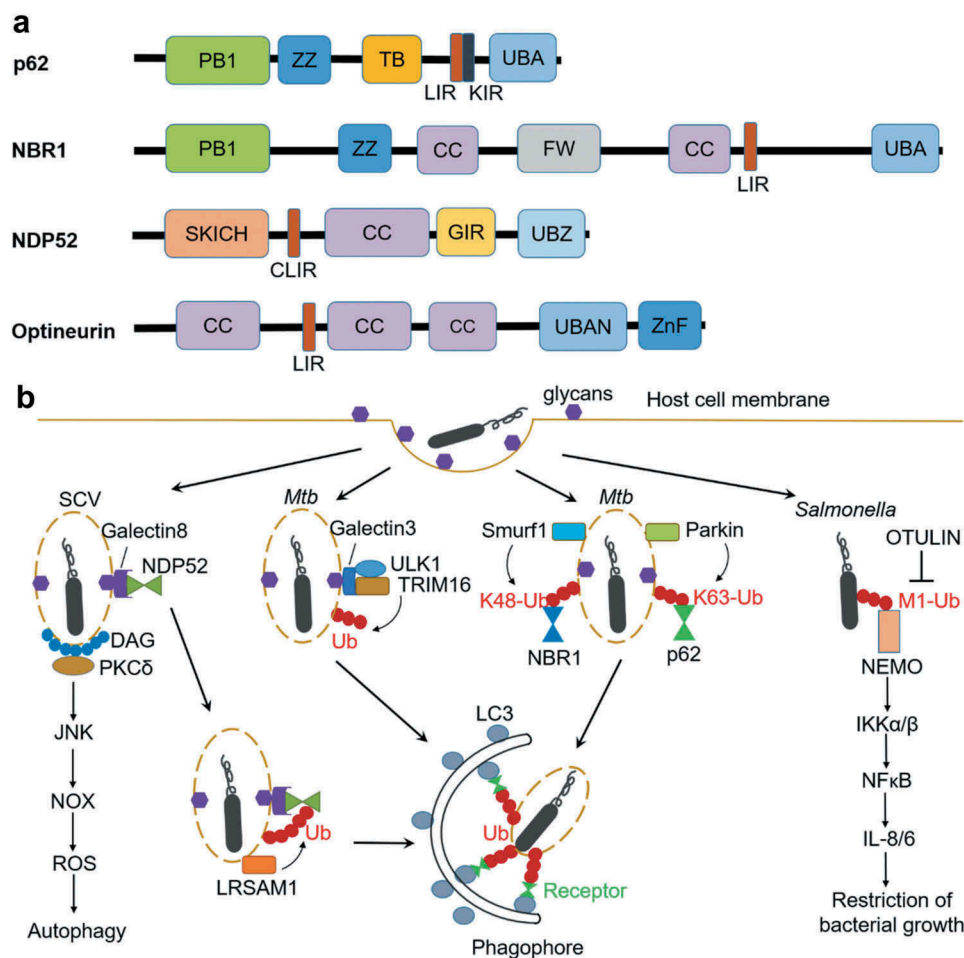 a
p62
PB1 ZZ TB UBA
LIR KIR
NBR1
PB1 ZZ CC FW CC UBA
LIR
NDP52
SKICH CC GIR UBZ
CLIR
Optineurin
CC CC CC UBAN ZnF
LIR
b
glycans
Host cell membrane
SCV
Galectin8
NDP52
DAG
PKCδ
JNK
NOX
ROS
Autophagy
Mtb
Galectin3
ULK1
TRIM16
Ub
Mtb
Smurf1
Parkin
K48-Ub
K63-Ub
NBR1
p62
Salmonella
OTULIN
M1-Ub
NEMO
IKKα/β
NFκB
IL-8/6
Restriction of
bacterial growth
Ub
LRSAM1
LC3
Ub
Receptor
Phagophore